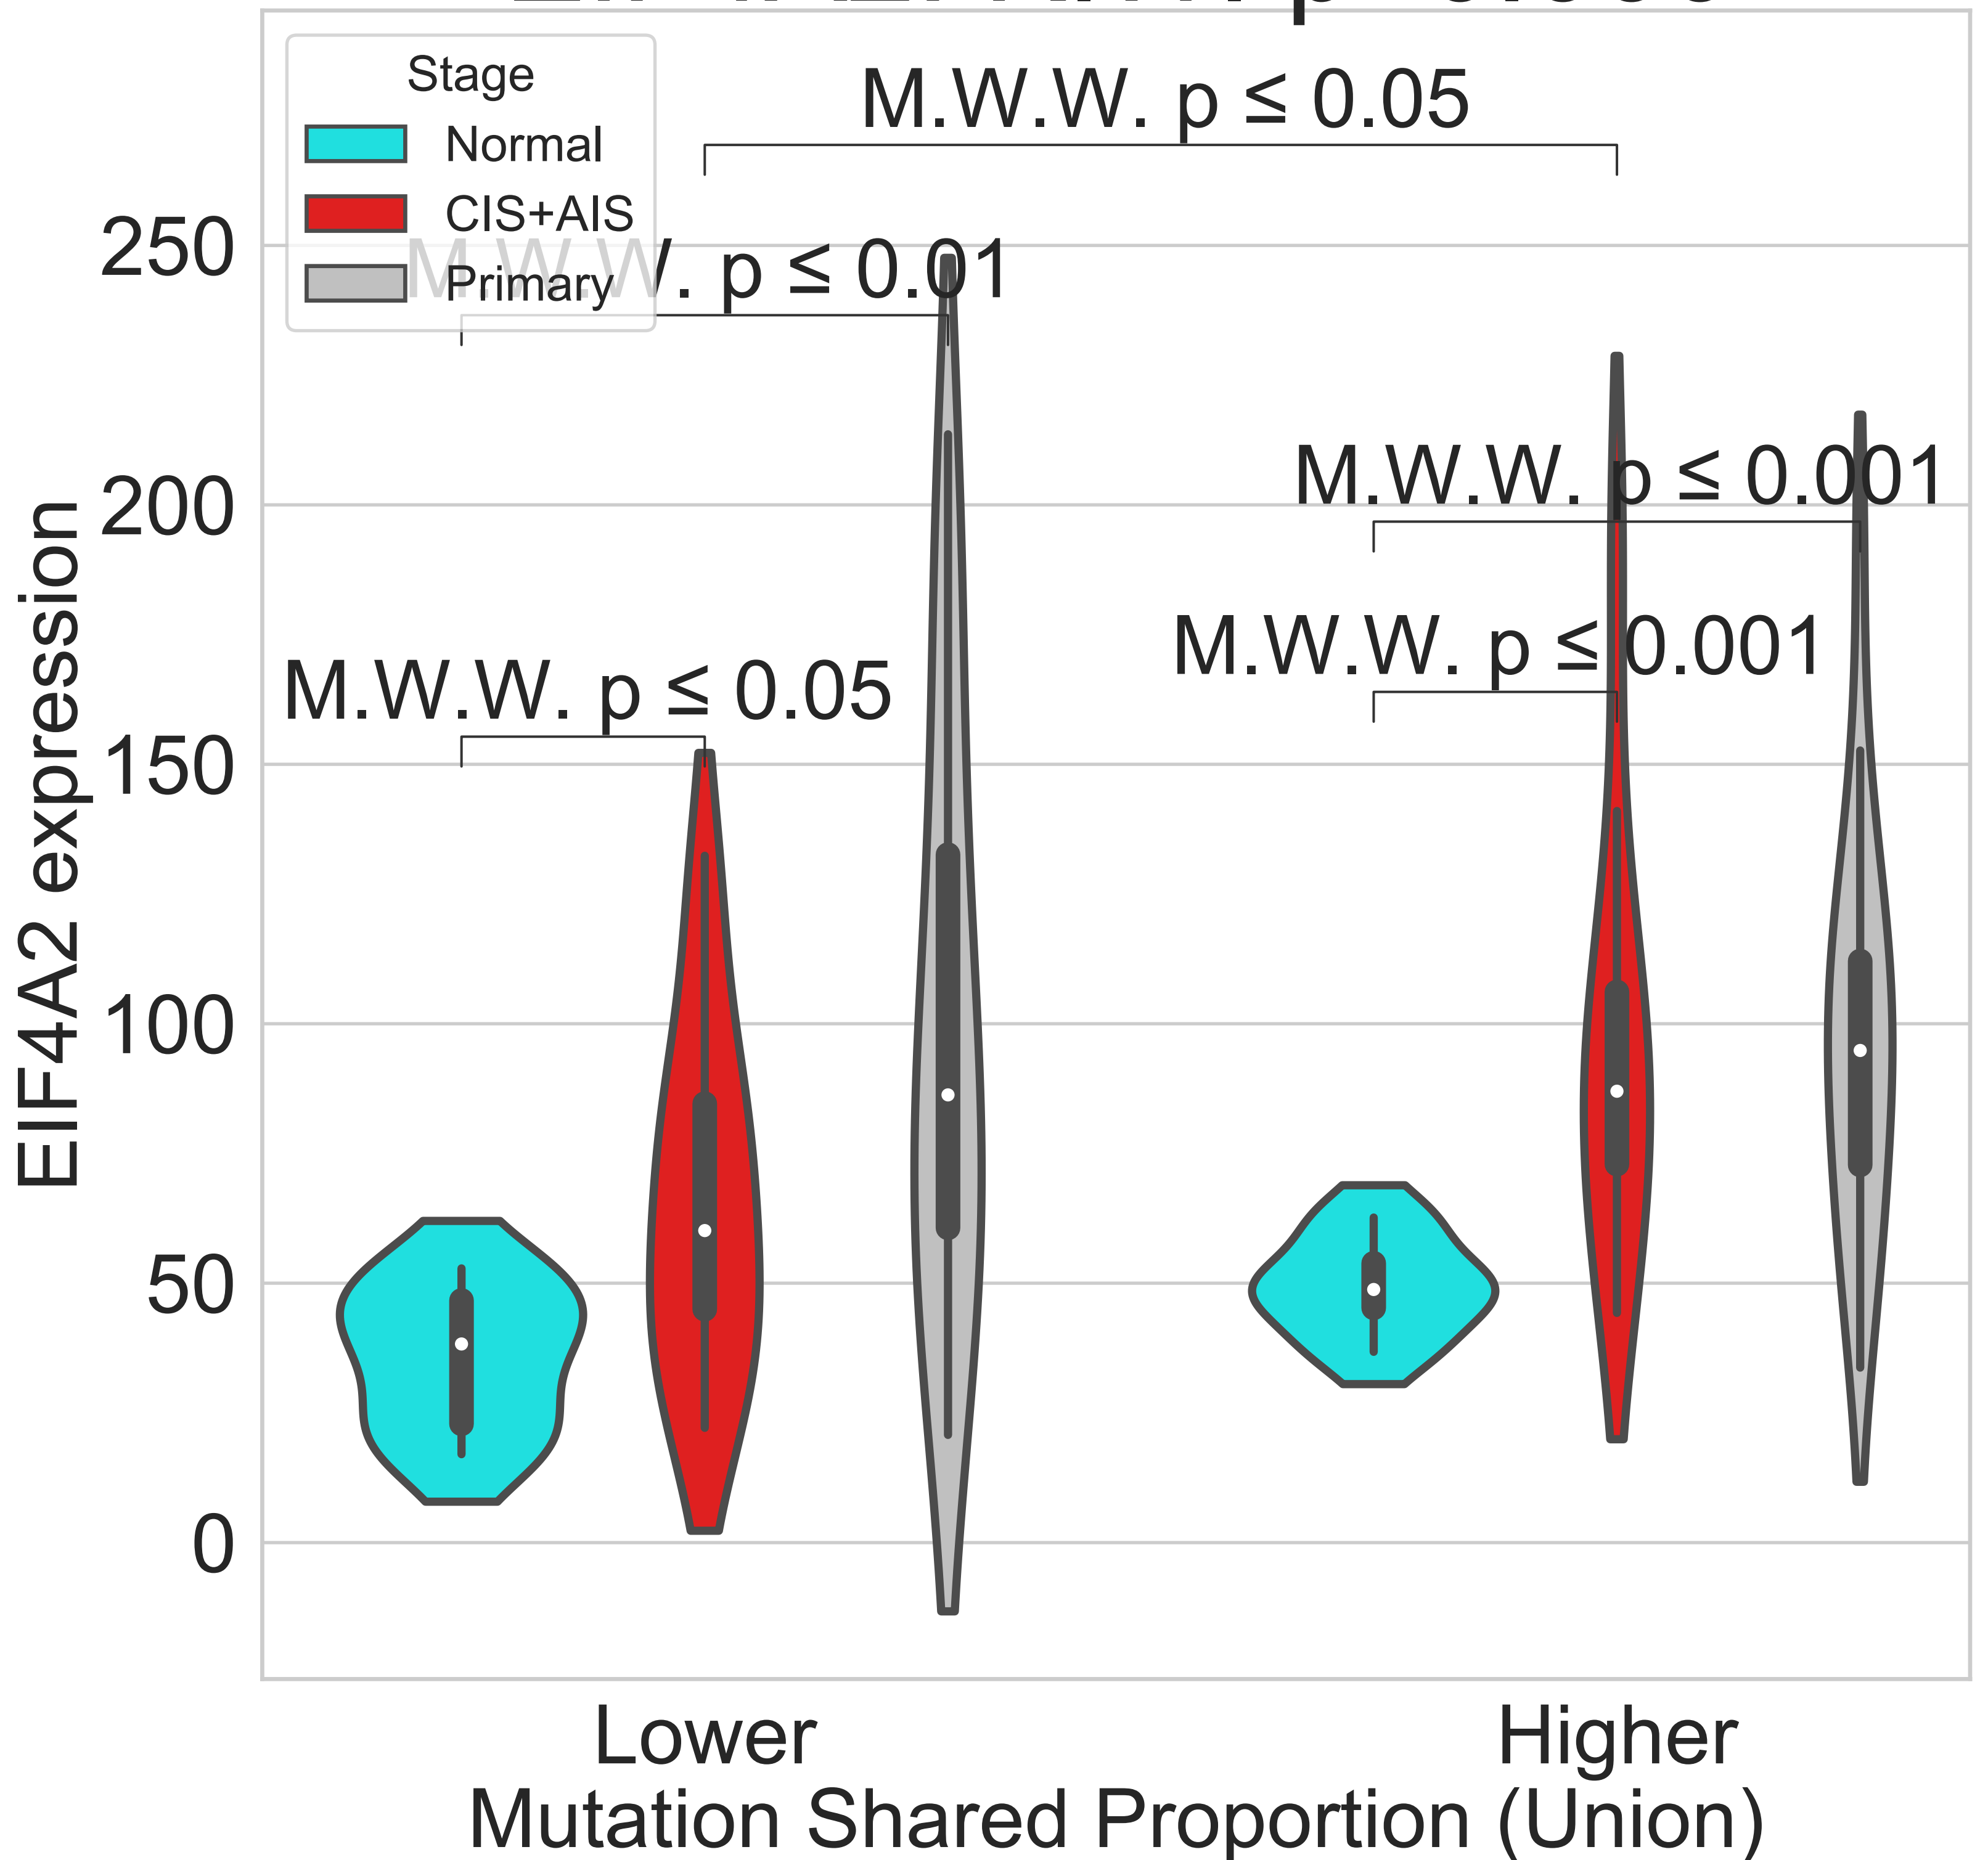 M.W.W. p ≤ 0.05
Stage
Normal
CIS+AIS
Primary
M.W.W. p ≤ 0.01
M.W.W. p ≤ 0.001
M.W.W. p ≤ 0.001
M.W.W. p ≤ 0.05
EIF4A2 expression
250
200
150
100
50
0
Lower
Higher
Mutation Shared Proportion (Union)